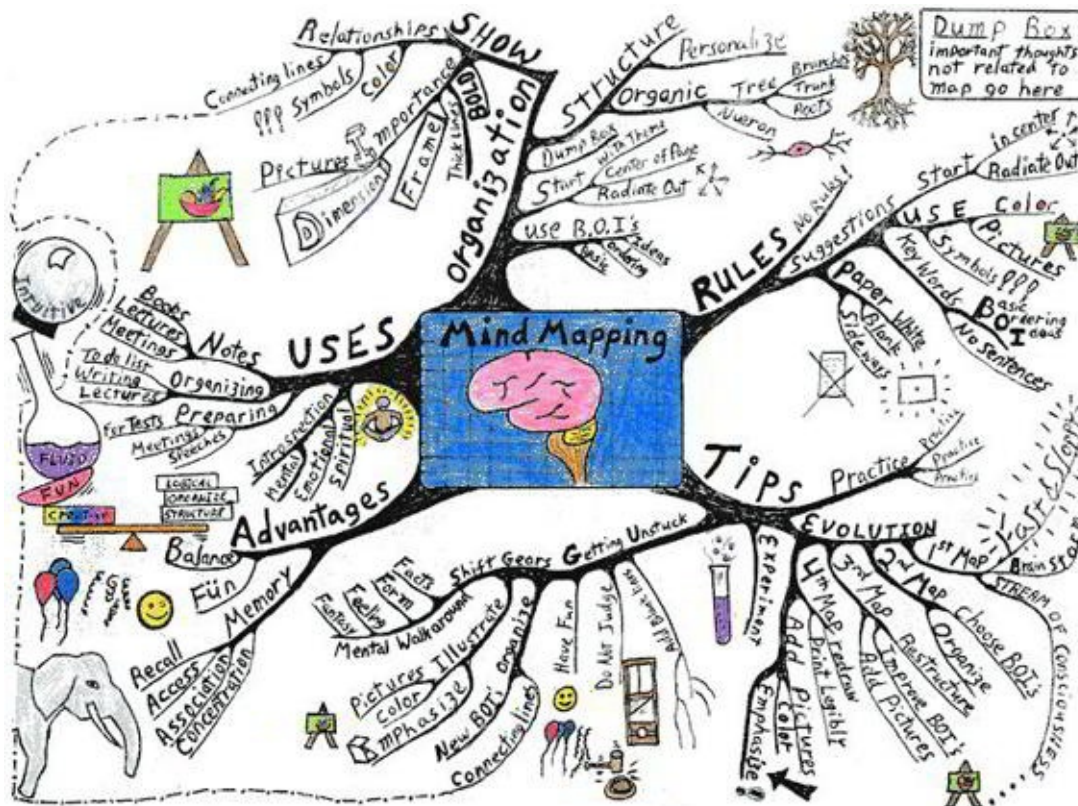 Mind Mapping
Organization
SHOW
Relationships
Connecting lines
Symbols
Color
Importance
BOLD
Thick lines
Frame
Pictures
Dimension
Structure
Personalize
Organic
Tree
Branches
Trunk
Roots
Nueron
Dump Box
Start
with Theme
Center of Page
Radiate Out
use B.O.I's
Basic
Ordering
Ideas
Dump Box
important thoughts
not related to
map go here
RULES
No Rules!
Suggestions
Start
in center
Radiate Out
USE
Color
Pictures
Symbols
Key Words
Basic
Ordering
Ideas
No Sentences
Paper
White
Blank
Side ways
TIPS
Practice
Practice
Practice
Practice
EVOLUTION
1st Map
Fast & Sloppy
Brain Storm
STREAM OF CONSCIOUSNESS
2nd Map
Choose BOI's
Organize
Restructure
3rd Map
Improve BOI's
Add Pictures
4th Map
redraw
Print Legibly
Add
Pictures
Color
Emphasize
Experiment
Getting Unstuck
Add Blank lines
Do Not Judge
Have Fun
Organize
New BOI
Connecting lines
Shift Gears
Illustrate
Pictures
Color
Emphasize
Mental Walkaround
Facts
Form
Feeling
Fantasy
Advantages
Balance
Fun
Memory
Recall
Access
Association
Concentration
LOGICAL
ORGANIZE
STRUCTURE
FLUID
FUN
Intuitive
USES
Notes
Lectures
Meetings
Organizing
To do list
Writing
Lectures
Preparing
for Tests
Meetings
Speeches
Introspection
Mental
Emotional
Spiritual